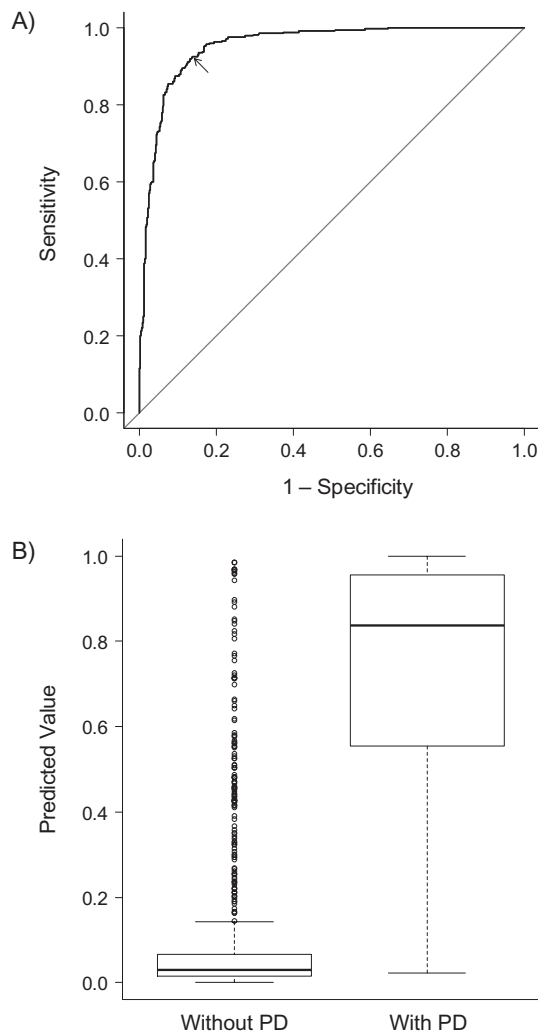 A)
1.0
0.8
0.6
0.4
0.2
0.0
Sensitivity
0.0 0.2 0.4 0.6 0.8 1.0
1 – Specificity
B)
1.0
0.8
0.6
0.4
0.2
0.0
Predicted Value
Without PD With PD